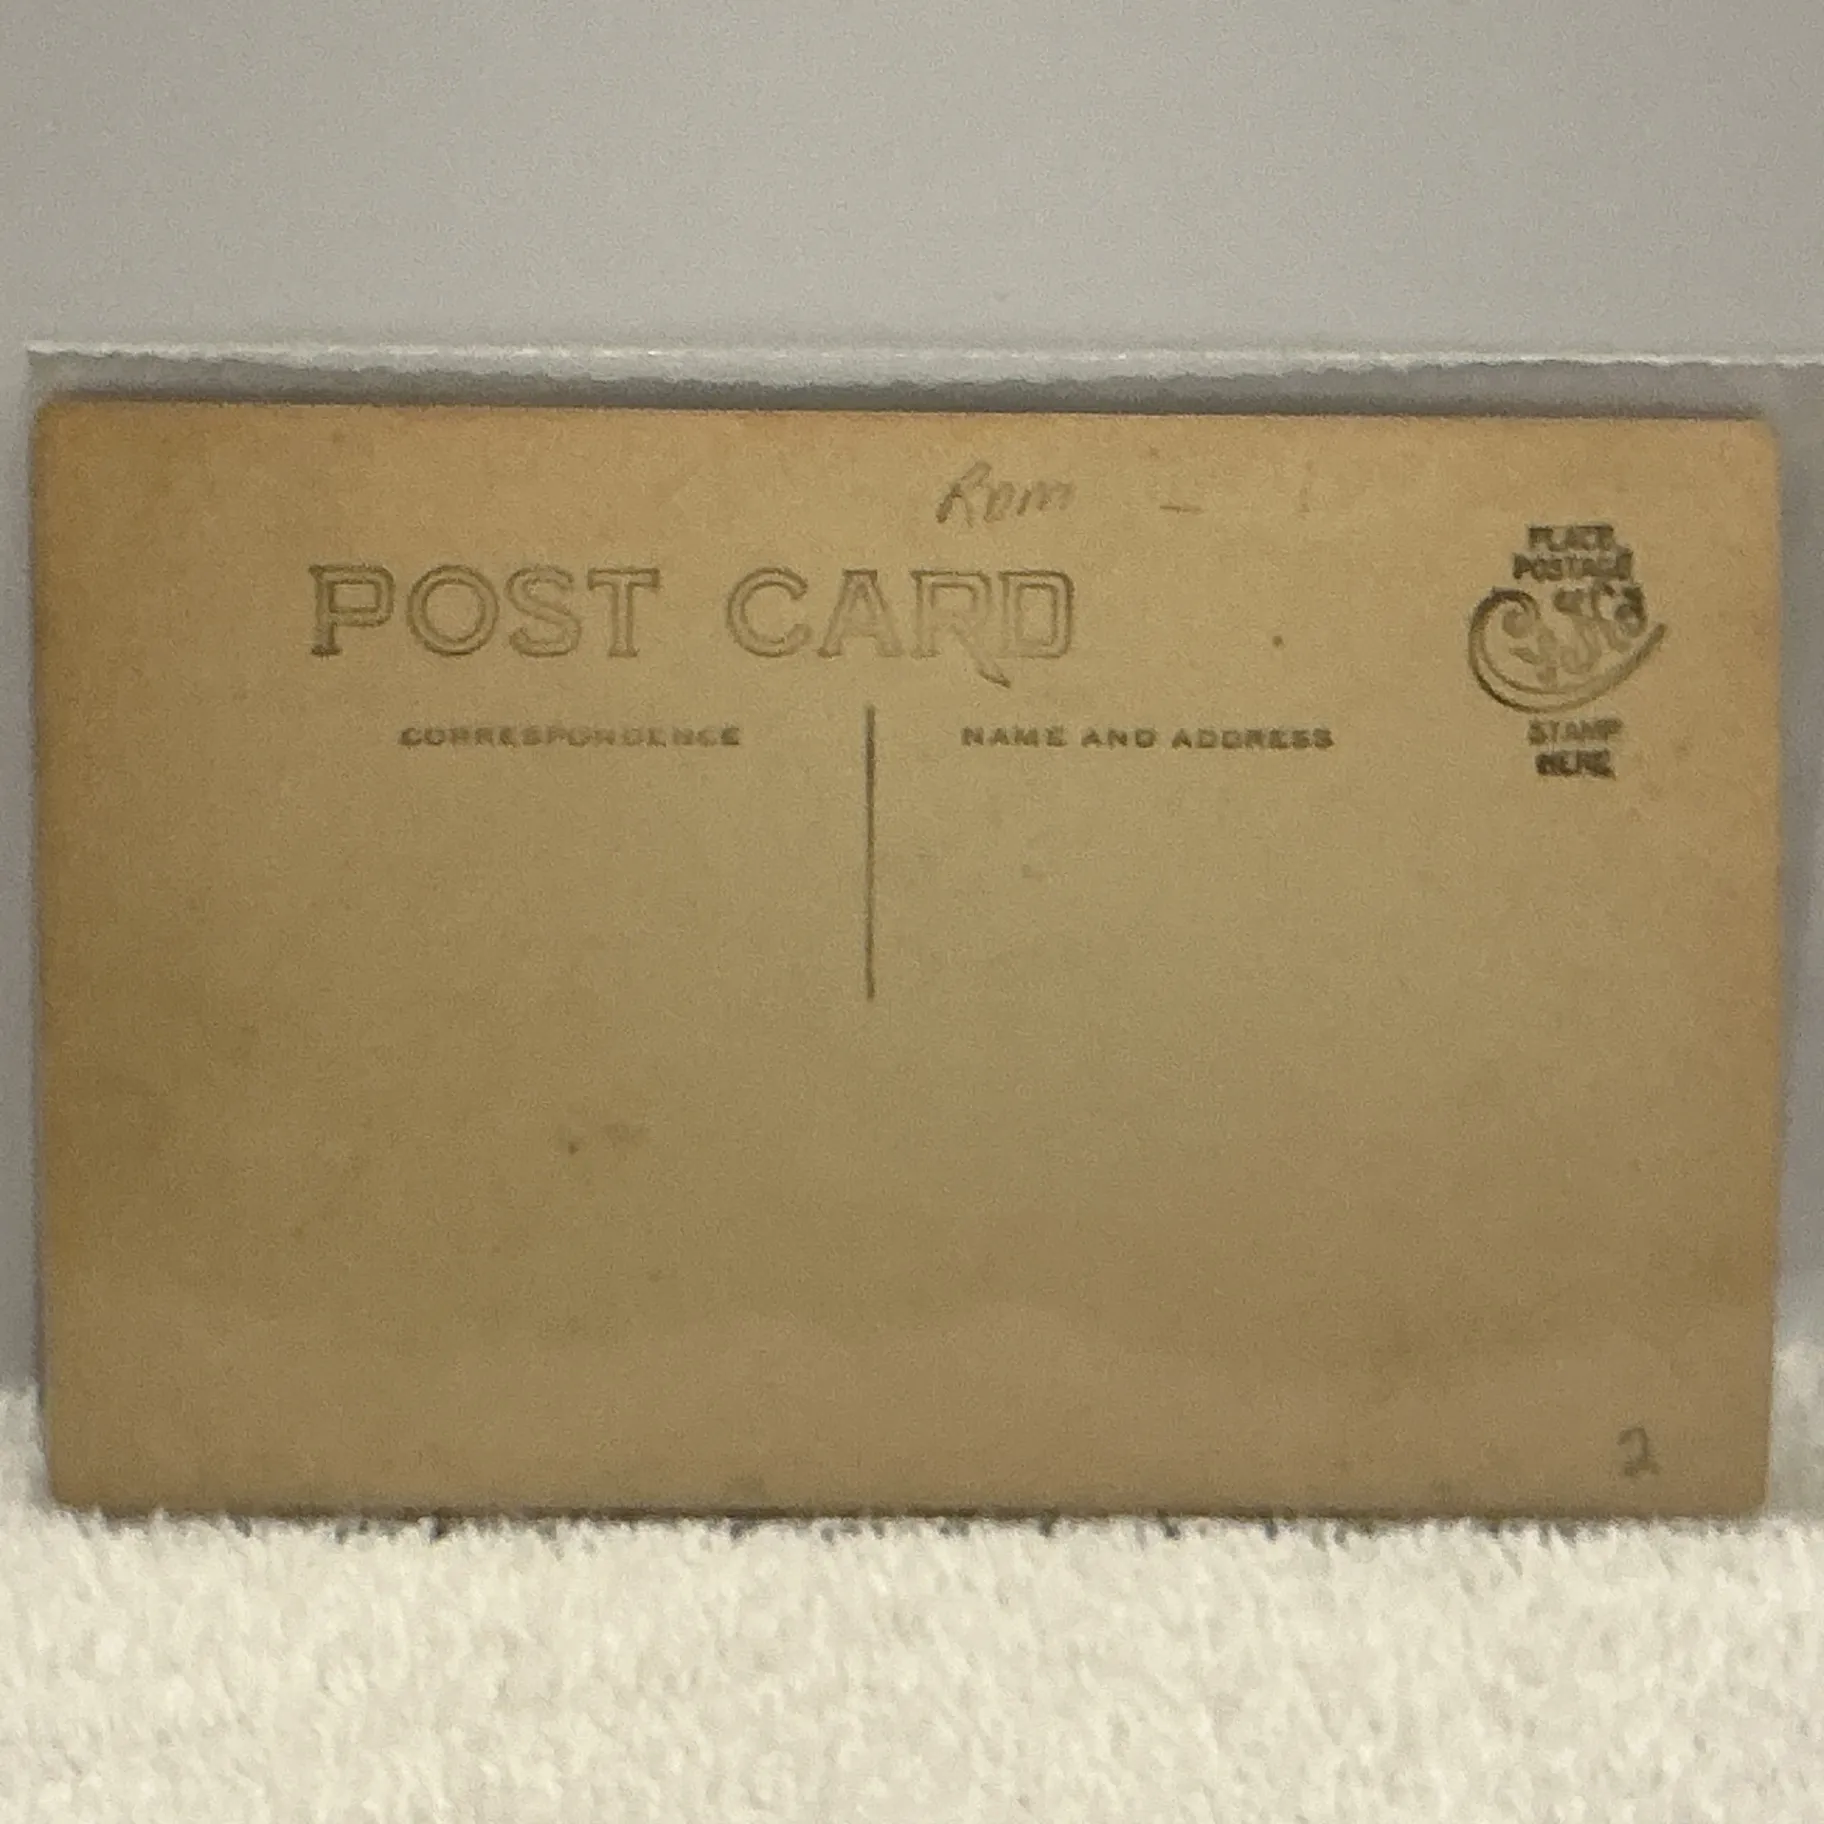 Rom -
PLACE
POSTAGE
POST CARD
CORRESPONDENCE
NAME AND ADDRESS
STAMP
HERE
2